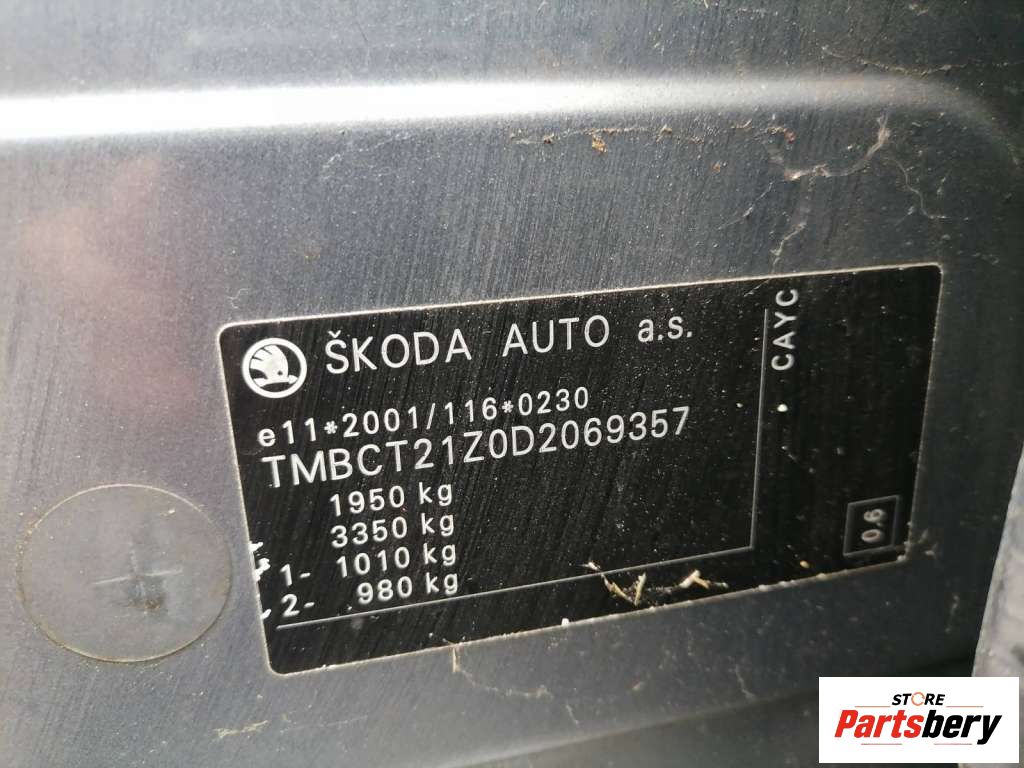 ŠKODA AUTO a.s.
e11*2001/116*0230
TMBCT21Z0D2069357
1950 kg
3350 kg
1- 1010 kg
2- 980 kg
CAYC
0.6
STORE
Partsbery